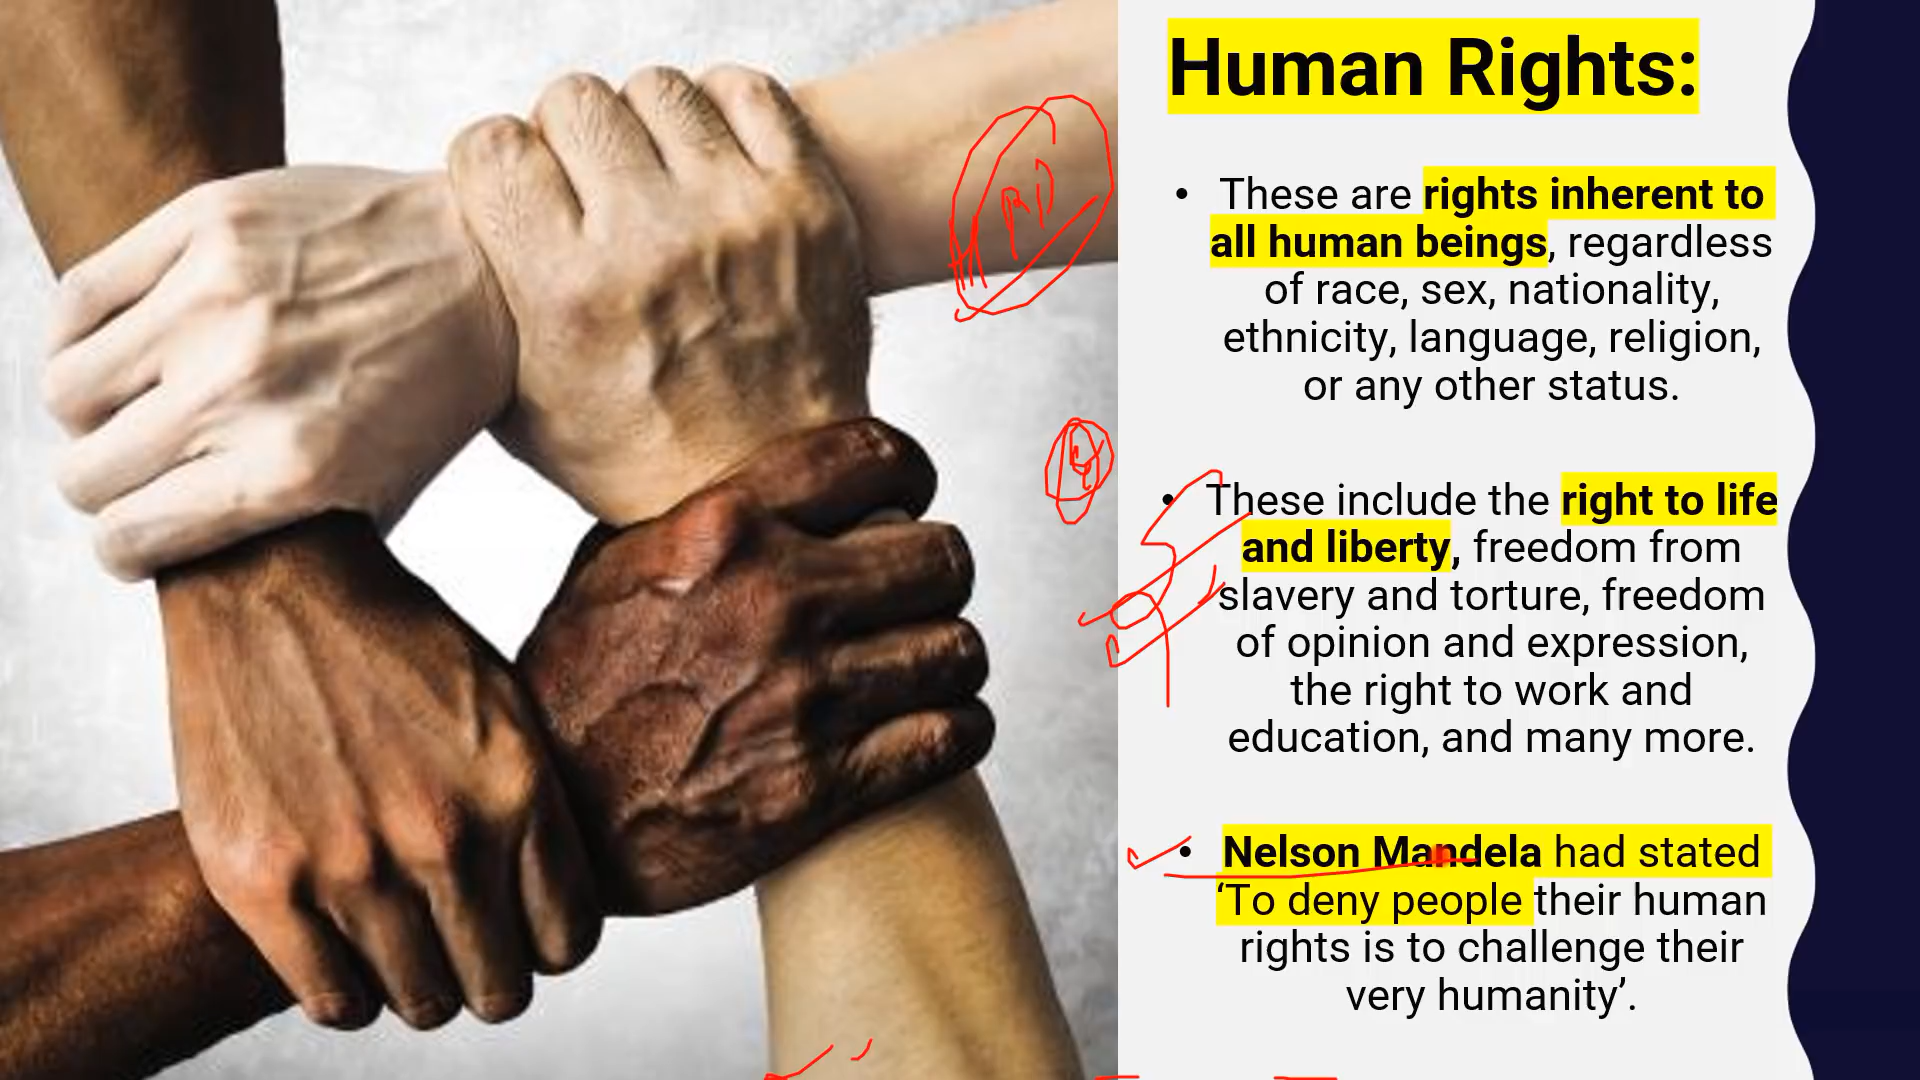 Human Rights:
• These are rights inherent to
all human beings, regardless
of race, sex, nationality,
ethnicity, language, religion,
or any other status.
• These include the right to life
and liberty, freedom from
slavery and torture, freedom
of opinion and expression,
the right to work and
education, and many more.
• Nelson Mandela had stated
‘To deny people their human
rights is to challenge their
very humanity’.